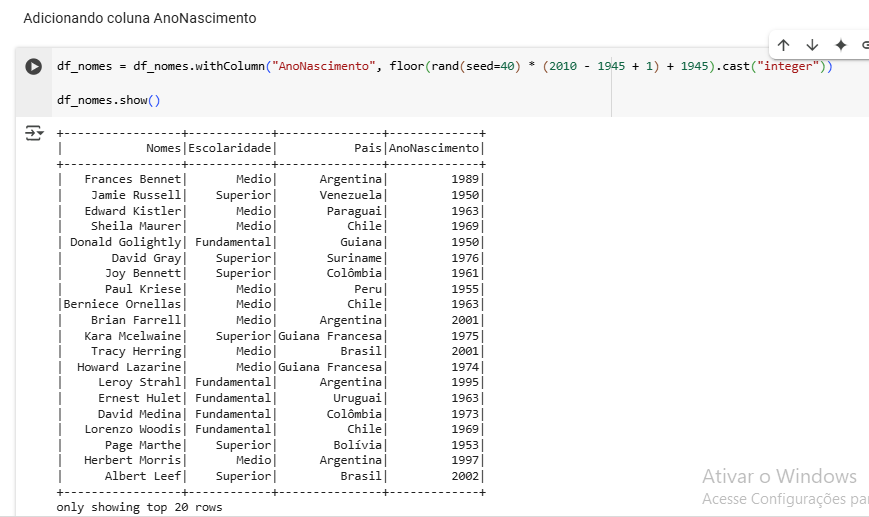 Adicionando coluna AnoNascimento
df_nomes = df_nomes.withColumn("AnoNascimento", floor(rand(seed=40) * (2010 - 1945 + 1) + 1945).cast("integer"))
df_nomes.show()
+----------------+------------+---------------+-------------+
|           Nomes|Escolaridade|           Pais|AnoNascimento|
+----------------+------------+---------------+-------------+
|  Frances Bennet|       Medio|      Argentina|         1989|
|   Jamie Russell|    Superior|      Venezuela|         1950|
|  Edward Kistler|       Medio|       Paraguai|         1963|
|   Sheila Maurer|       Medio|          Chile|         1969|
|Donald Golightly| Fundamental|         Guiana|         1950|
|      David Gray|    Superior|       Suriname|         1976|
|     Joy Bennett|    Superior|       Colômbia|         1961|
|     Paul Kriese|       Medio|           Peru|         1955|
|Berniece Ornellas|       Medio|          Chile|         1963|
|   Brian Farrell|       Medio|      Argentina|         2001|
|  Kara Mcelwaine|    Superior|Guiana Francesa|         1975|
|   Tracy Herring|       Medio|         Brasil|         2001|
| Howard Lazarine|       Medio|Guiana Francesa|         1974|
|    Leroy Strahl| Fundamental|      Argentina|         1995|
|    Ernest Hulet| Fundamental|        Uruguai|         1963|
|    David Medina| Fundamental|       Colômbia|         1973|
|  Lorenzo Woodis| Fundamental|          Chile|         1969|
|     Page Marthe|    Superior|        Bolívia|         1953|
|  Herbert Morris|       Medio|      Argentina|         1997|
|     Albert Leef|    Superior|         Brasil|         2002|
+----------------+------------+---------------+-------------+
only showing top 20 rows
Ativar o Windows
Acesse Configurações